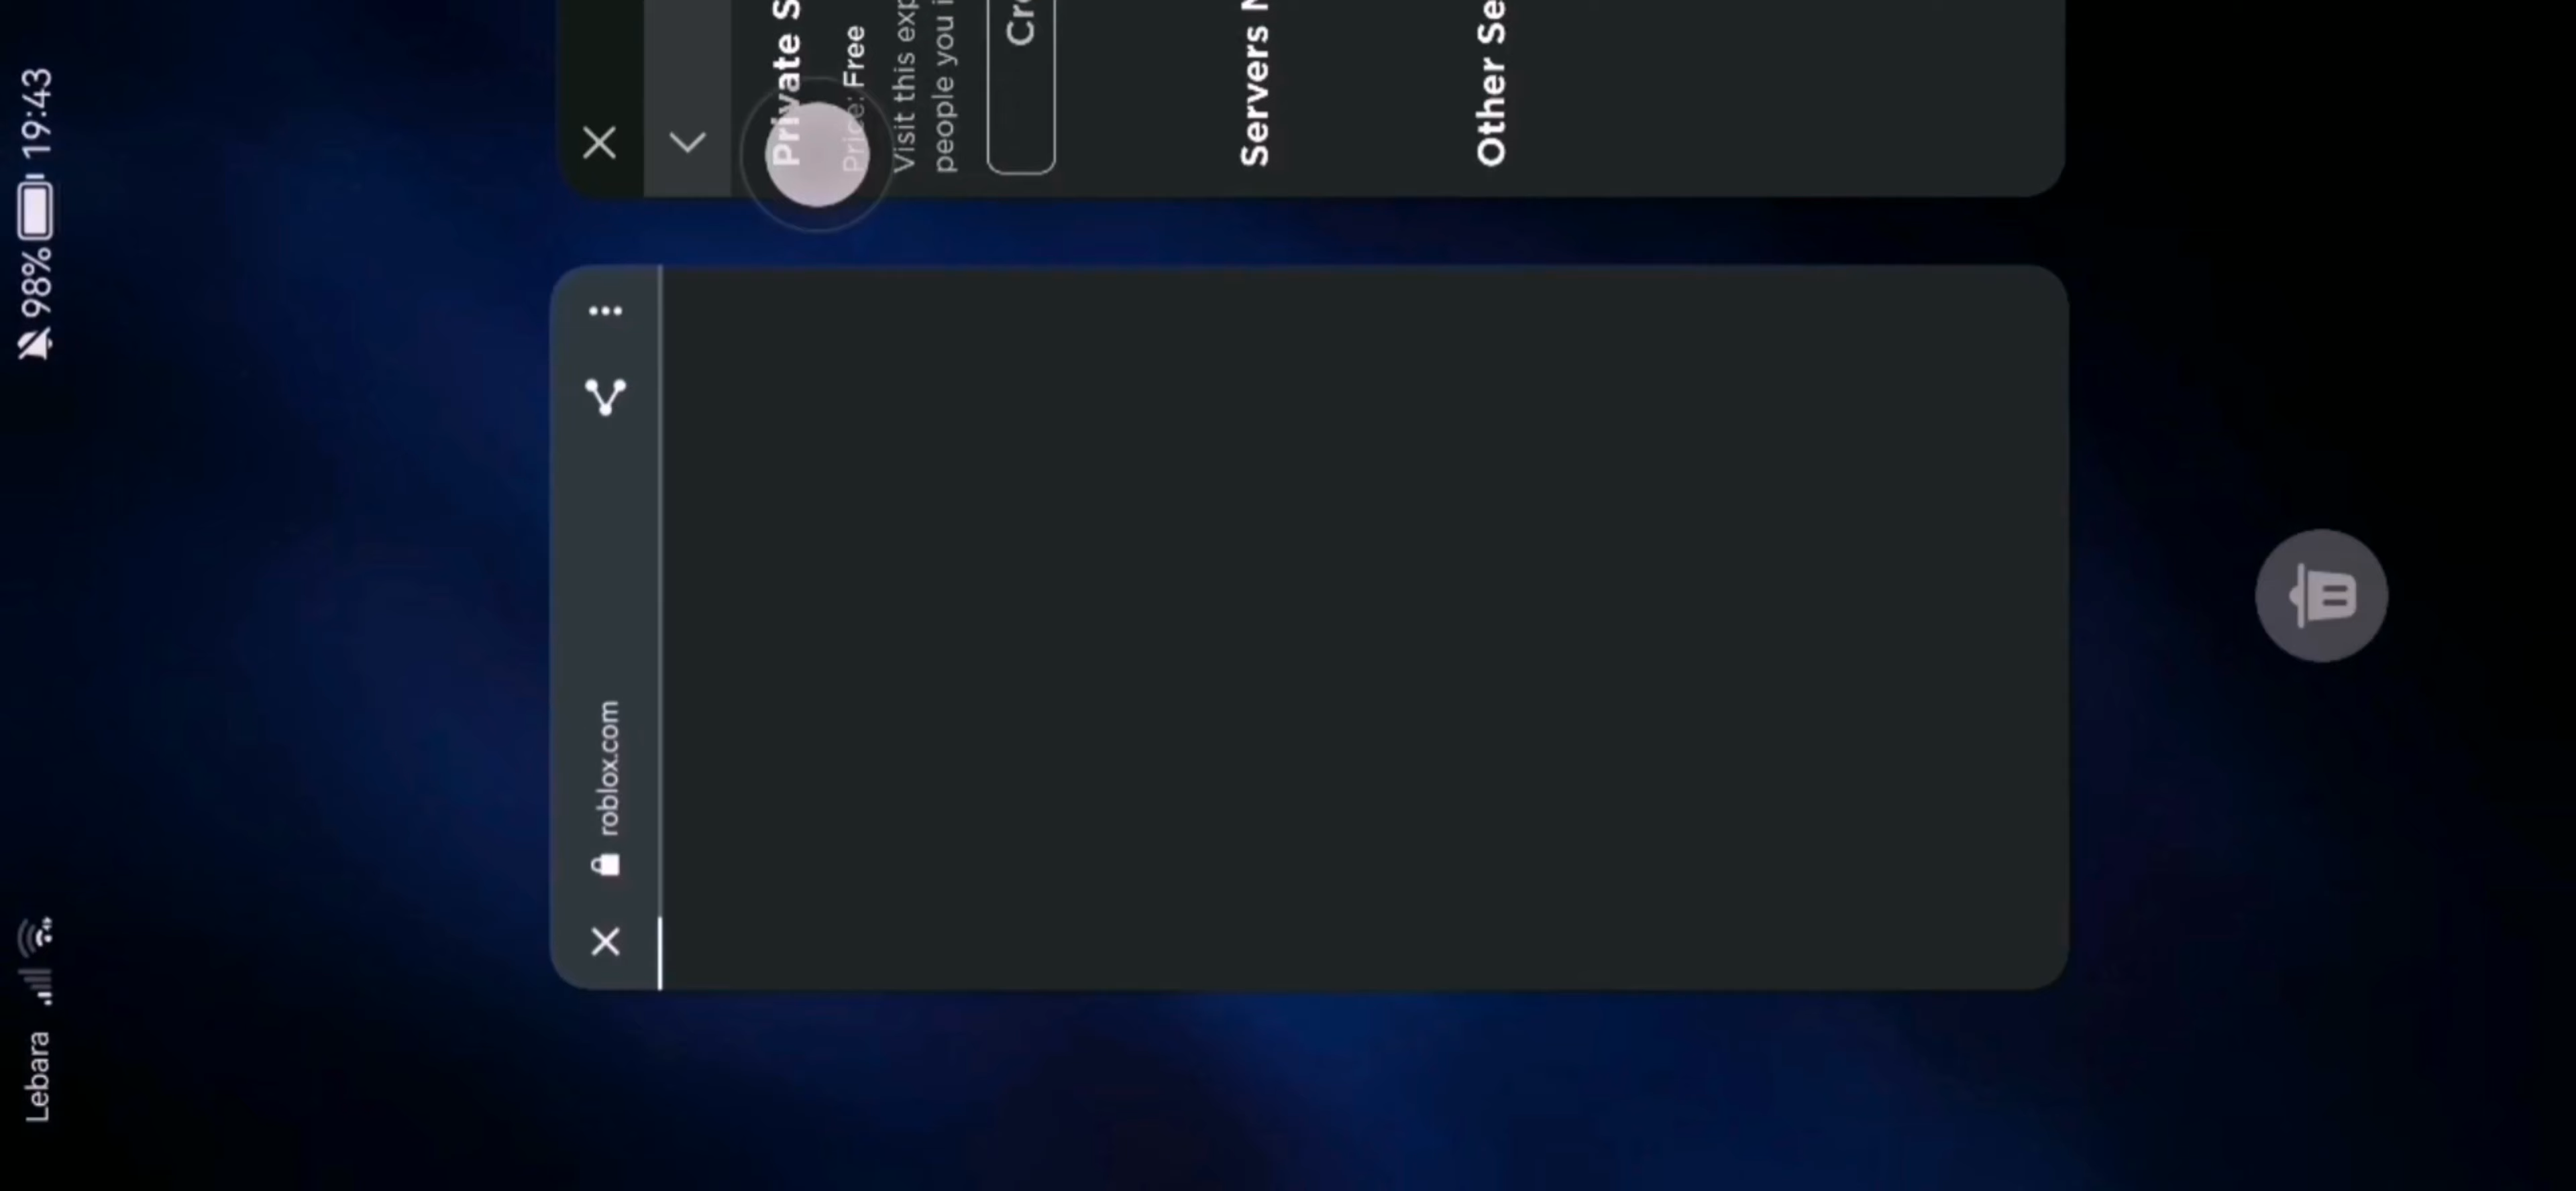 Lebara
98%
19:43
roblox.com
Private S
Price: Free
Visit this exp
people you i
Cr
Servers
Other Se